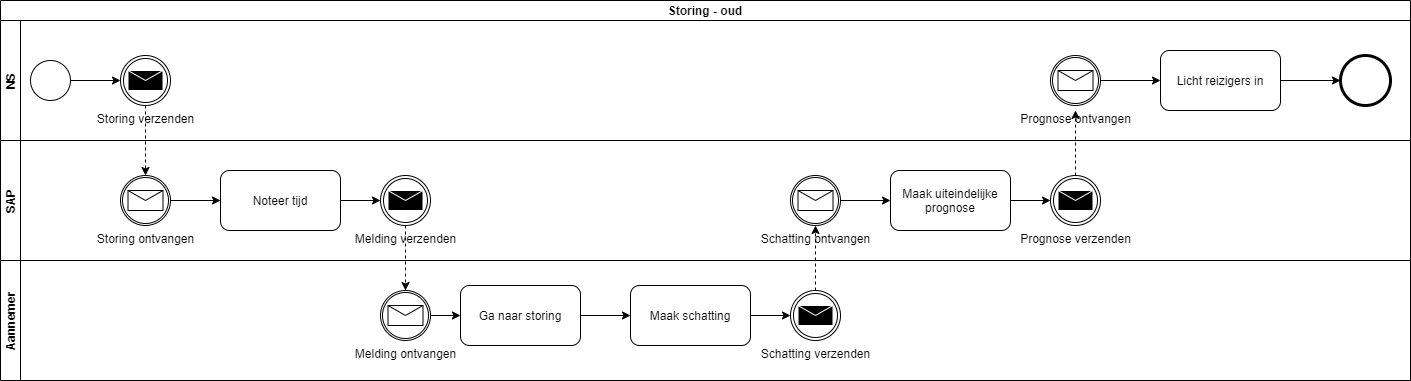 Storing - oud
NS
Storing verzenden
Prognose ontvangen
Licht reizigers in
SAP
Storing ontvangen
Noteer tijd
Melding verzenden
Schatting ontvangen
Maak uiteindelijke
prognose
Prognose verzenden
Aannemer
Melding ontvangen
Ga naar storing
Maak schatting
Schatting verzenden